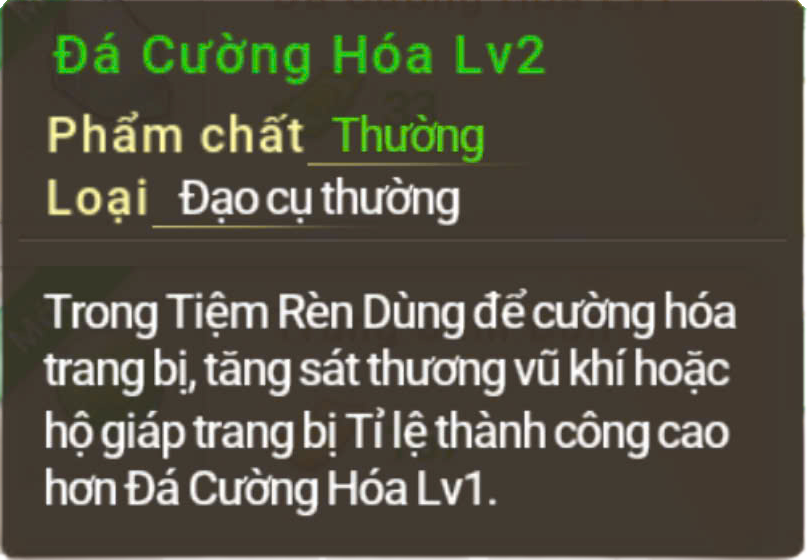 Đá Cường Hóa Lv2
Phẩm chất Thường
Loại Đạo cụ thường
Trong Tiệm Rèn Dùng để cường hóa
trang bị, tăng sát thương vũ khí hoặc
hộ giáp trang bị Tỉ lệ thành công cao
hơn Đá Cường Hóa Lv1.